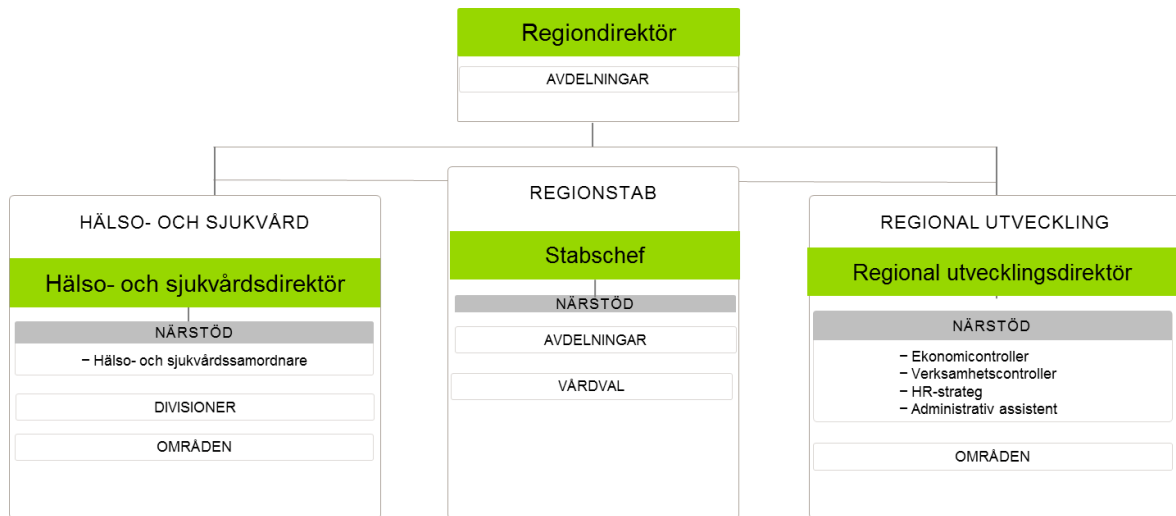 Regiondirektör
AVDELNINGAR
HÄLSO- OCH SJUKVÅRD
Hälso- och sjukvårdsdirektör
NÄRSTÖD
– Hälso- och sjukvårdssamordnare
DIVISIONER
OMRÅDEN
REGIONSTAB
Stabschef
NÄRSTÖD
AVDELNINGAR
VÅRDVAL
REGIONAL UTVECKLING
Regional utvecklingsdirektör
NÄRSTÖD
– Ekonomicontroller
– Verksamhetscontroller
– HR-strateg
– Administrativ assistent
OMRÅDEN